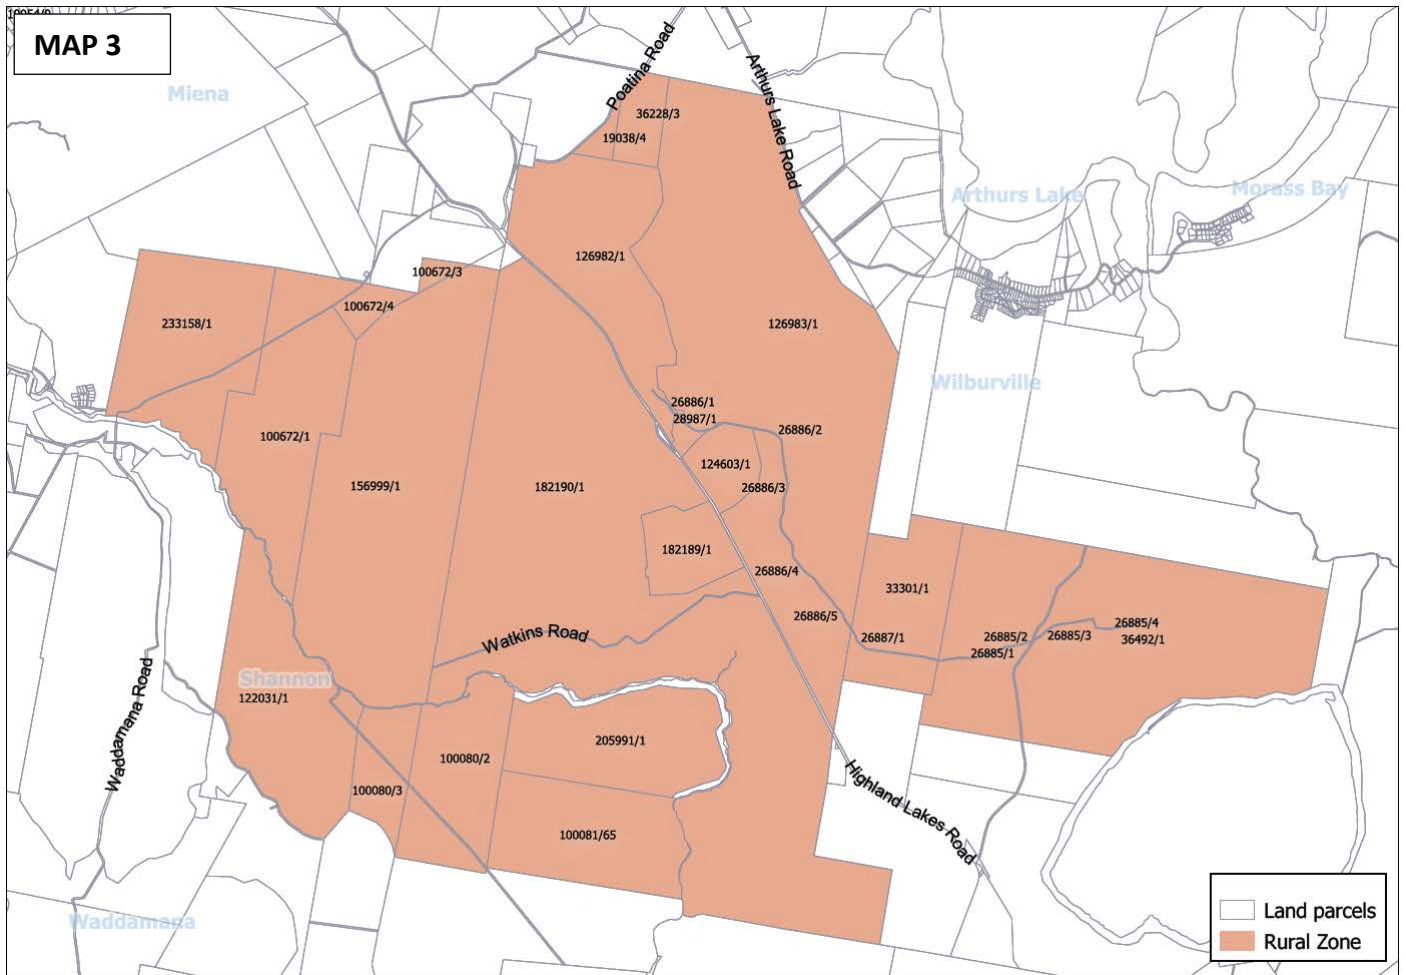 MAP 3
Miena
Poatina Road
Arthurs Lake Road
36228/3
19038/4
Arthurs Lake
Morass Bay
126982/1
100672/3
100672/4
233158/1
126983/1
Wilburville
26886/1
28987/1
26886/2
100672/1
124603/1
156999/1
182190/1
26886/3
182189/1
26886/4
33301/1
26886/5
26887/1
Watkins Road
26885/4
26885/2
26885/3
36492/1
26885/1
Shannon
122031/1
Waddamana Road
205991/1
100080/2
100080/3
Highland Lakes Road
100081/65
Waddamana
Land parcels
Rural Zone